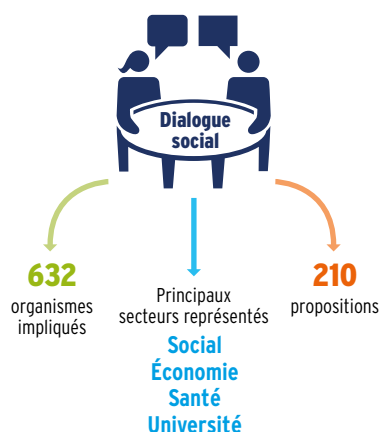 Dialogue
social
632
organismes
impliqués
Principaux
secteurs représentés
Social
Économie
Santé
Université
210
propositions